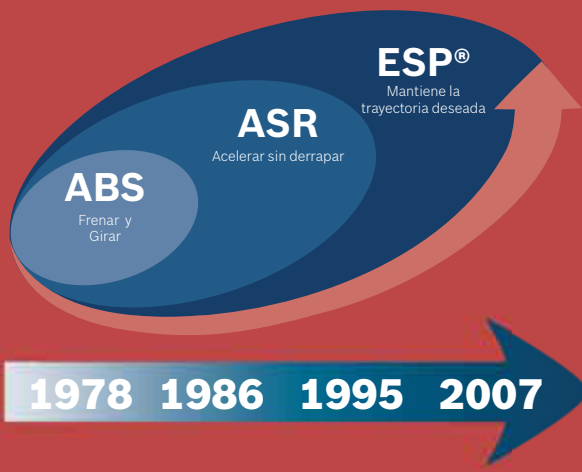 ESP®
Mantiene la
trayectoria deseada
ASR
Acelerar sin derrapar
ABS
Frenar y
Girar
1978 1986 1995 2007